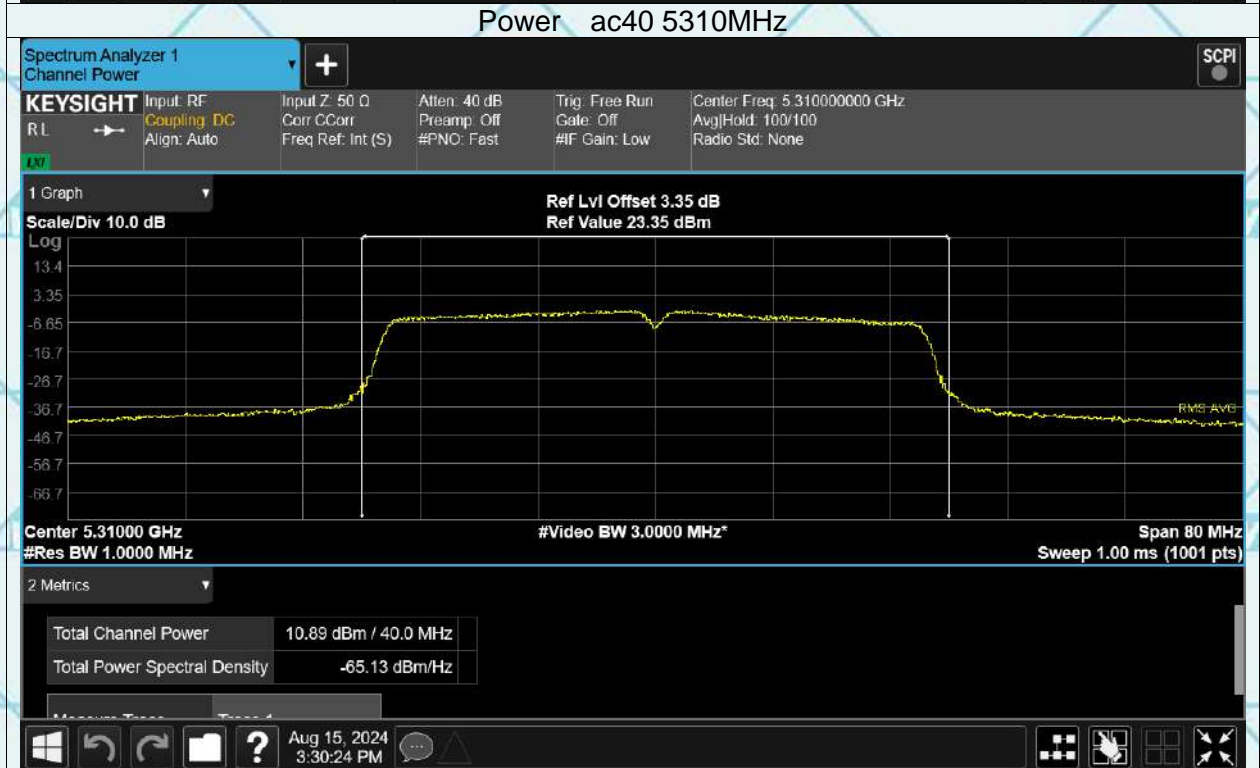 Power ac40 5310MHz
Spectrum Analyzer 1
Channel Power
SCPI
KEYSIGHT Input: RF Input Z: 50 Ω Atten: 40 dB Trig: Free Run Center Freq: 5.310000000 GHz
RL Coupling: DC Corr CCorr Preamp: Off Gate: Off Avg|Hold: 100/100
Align: Auto Freq Ref: Int (S) #PNO: Fast #IF Gain: Low Radio Std: None
LXI
1 Graph Ref Lvl Offset 3.35 dB
Scale/Div 10.0 dB Ref Value 23.35 dBm
Log
13.4
3.35
-6.65
-16.7
-26.7
-36.7
RMS AVG
-46.7
-56.7
-66.7
Center 5.31000 GHz #Video BW 3.0000 MHz* Span 80 MHz
#Res BW 1.0000 MHz Sweep 1.00 ms (1001 pts)
2 Metrics
Total Channel Power 10.89 dBm / 40.0 MHz
Total Power Spectral Density -65.13 dBm/Hz
Measure Trace Trace 1
? Aug 15, 2024
3:30:24 PM